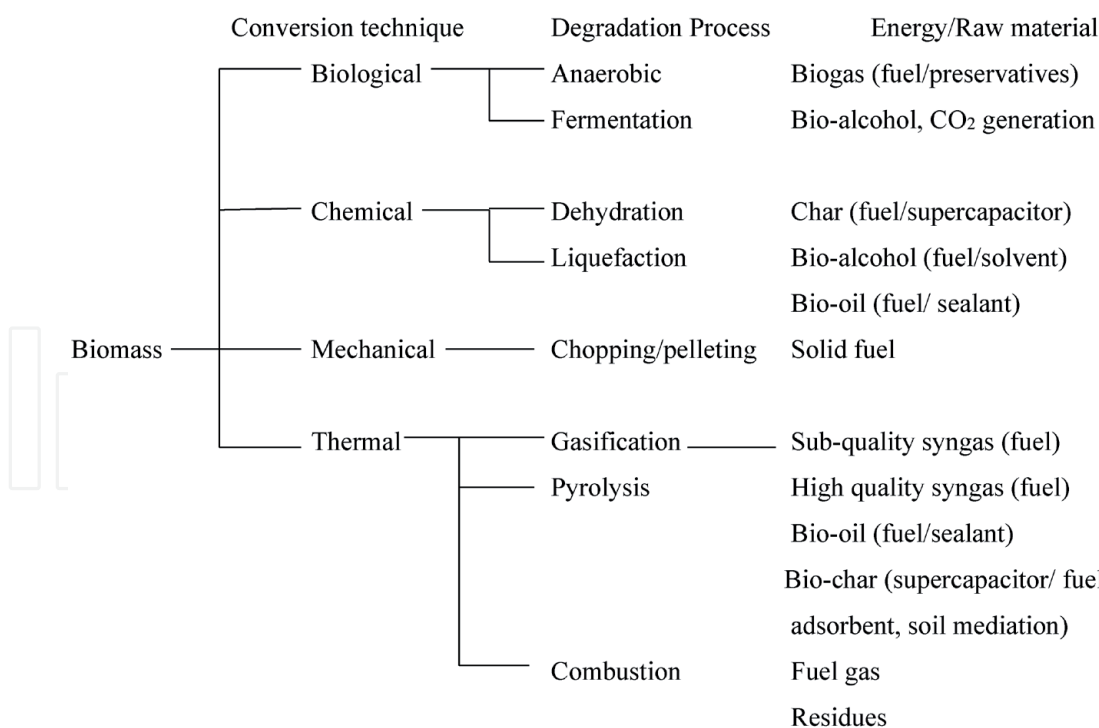 Conversion technique Degradation Process Energy/Raw material
Biological Anaerobic Biogas (fuel/preservatives)
Fermentation Bio-alcohol, CO₂ generation
Chemical Dehydration Char (fuel/supercapacitor)
Liquefaction Bio-alcohol (fuel/solvent)
Bio-oil (fuel/ sealant)
Biomass Mechanical Chopping/pelleting Solid fuel
Thermal Gasification Sub-quality syngas (fuel)
Pyrolysis High quality syngas (fuel)
Bio-oil (fuel/sealant)
Bio-char (supercapacitor/ fuel
adsorbent, soil mediation)
Combustion Fuel gas
Residues